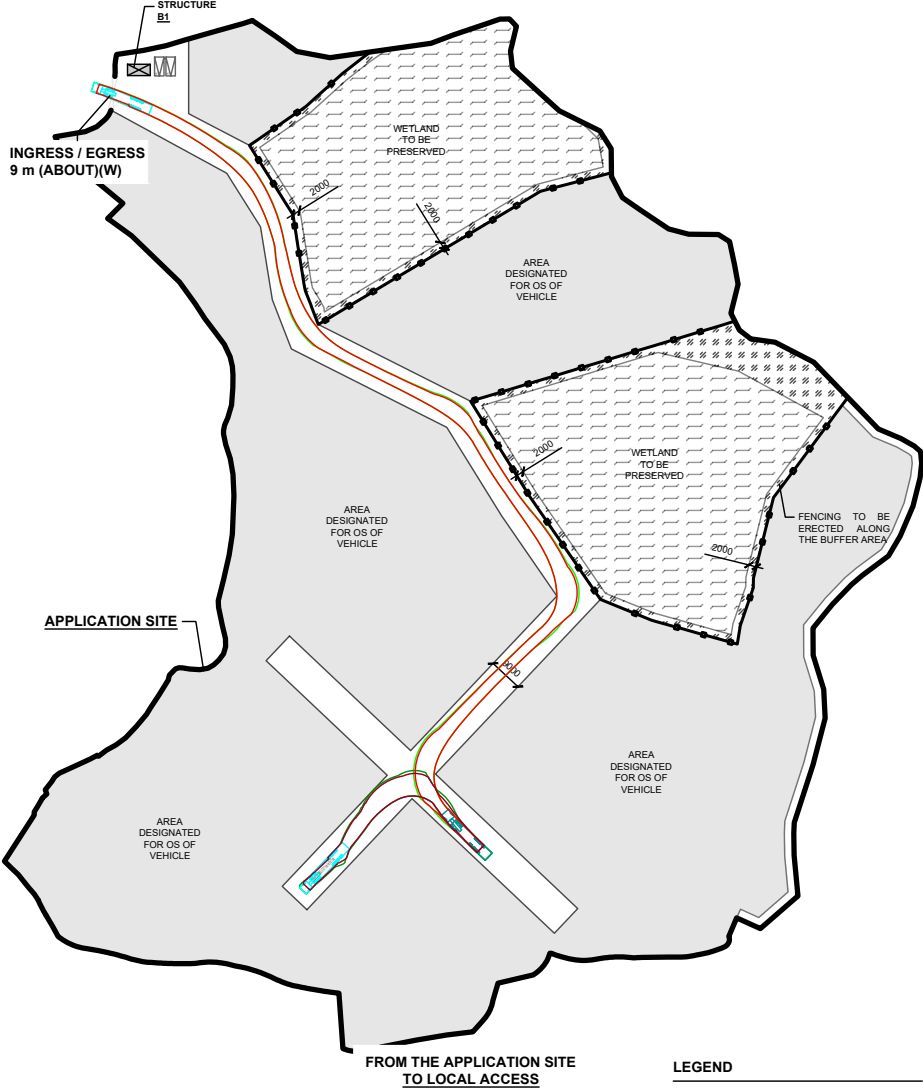 STRUCTURE
B1
INGRESS / EGRESS
9 m (ABOUT)(W)
WETLAND
TO BE
PRESERVED
2000
2000
AREA
DESIGNATED
FOR OS OF
VEHICLE
WETLAND
TO BE
PRESERVED
2000
2000
FENCING TO BE
ERECTED ALONG
THE BUFFER AREA
AREA
DESIGNATED
FOR OS OF
VEHICLE
APPLICATION SITE
9000
AREA
DESIGNATED
FOR OS OF
VEHICLE
AREA
DESIGNATED
FOR OS OF
VEHICLE
FROM THE APPLICATION SITE
TO LOCAL ACCESS
LEGEND